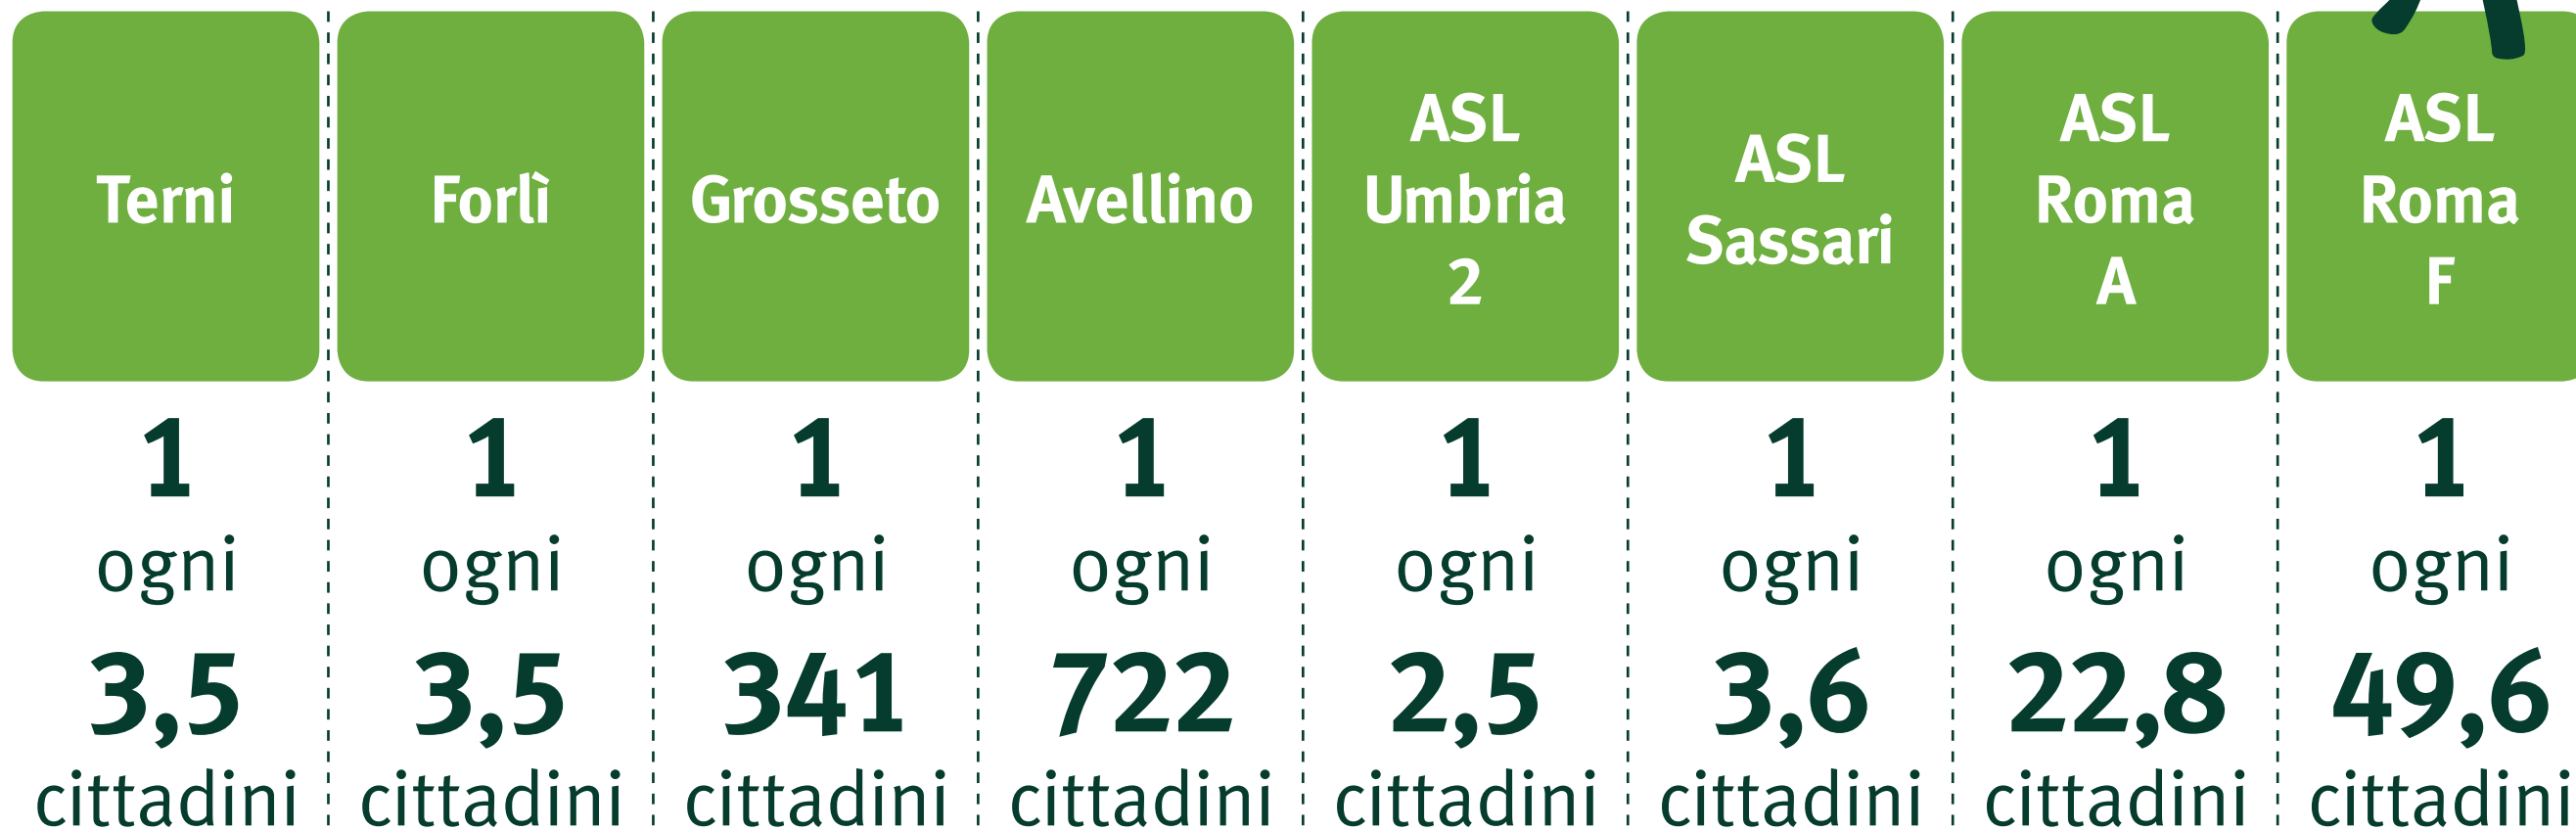 Terni
1
ogni
3,5
cittadini
Forlì
1
ogni
3,5
cittadini
Grosseto
1
ogni
341
cittadini
Avellino
1
ogni
722
cittadini
ASL
Umbria
2
1
ogni
2,5
cittadini
ASL
Sassari
1
ogni
3,6
cittadini
ASL
Roma
A
1
ogni
22,8
cittadini
ASL
Roma
F
1
ogni
49,6
cittadini